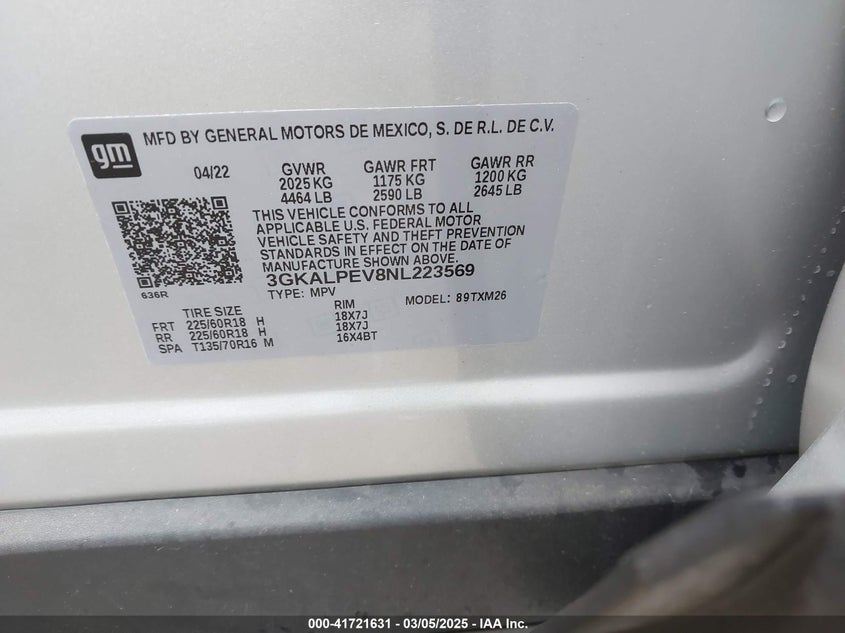 gm
MFD BY GENERAL MOTORS DE MEXICO, S. DE R.L. DE C.V.
04/22 GVWR GAWR FRT GAWR RR
2025 KG 1175 KG 1200 KG
4464 LB 2590 LB 2645 LB
THIS VEHICLE CONFORMS TO ALL
APPLICABLE U.S. FEDERAL MOTOR
VEHICLE SAFETY AND THEFT PREVENTION
STANDARDS IN EFFECT ON THE DATE OF
MANUFACTURE SHOWN ABOVE.
3GKALPEV8NL223569
636R
TYPE: MPV MODEL: 89TXM26
TIRE SIZE RIM
FRT 225/60R18 H 18X7J
RR 225/60R18 H 18X7J
SPA T135/70R16 M 16X4BT
000-41721631 - 03/05/2025 - IAA Inc.